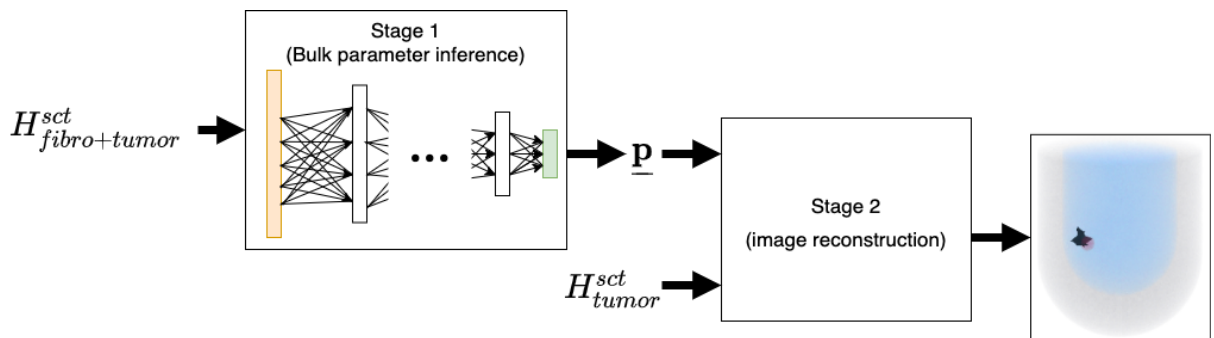 Stage 1
(Bulk parameter inference)
H^{sct}_{fibro+tumor}
p
Stage 2
(image reconstruction)
H^{sct}_{tumor}